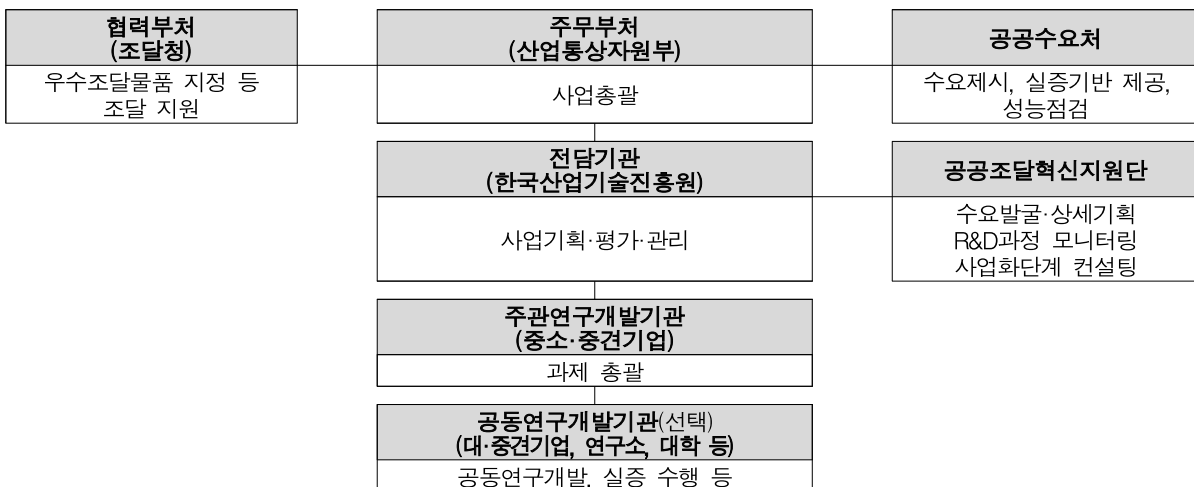 협력부처
(조달청)
우수조달물품 지정 등
조달 지원
주무부처
(산업통상자원부)
사업총괄
공공수요처
수요제시, 실증기반 제공,
성능점검
전담기관
(한국산업기술진흥원)
사업기획·평가·관리
공공조달혁신지원단
수요발굴·상세기획
R&D과정 모니터링
사업화단계 컨설팅
주관연구개발기관
(중소·중견기업)
과제 총괄
공동연구개발기관(선택)
(대·중견기업, 연구소, 대학 등)
공동연구개발, 실증 수행 등